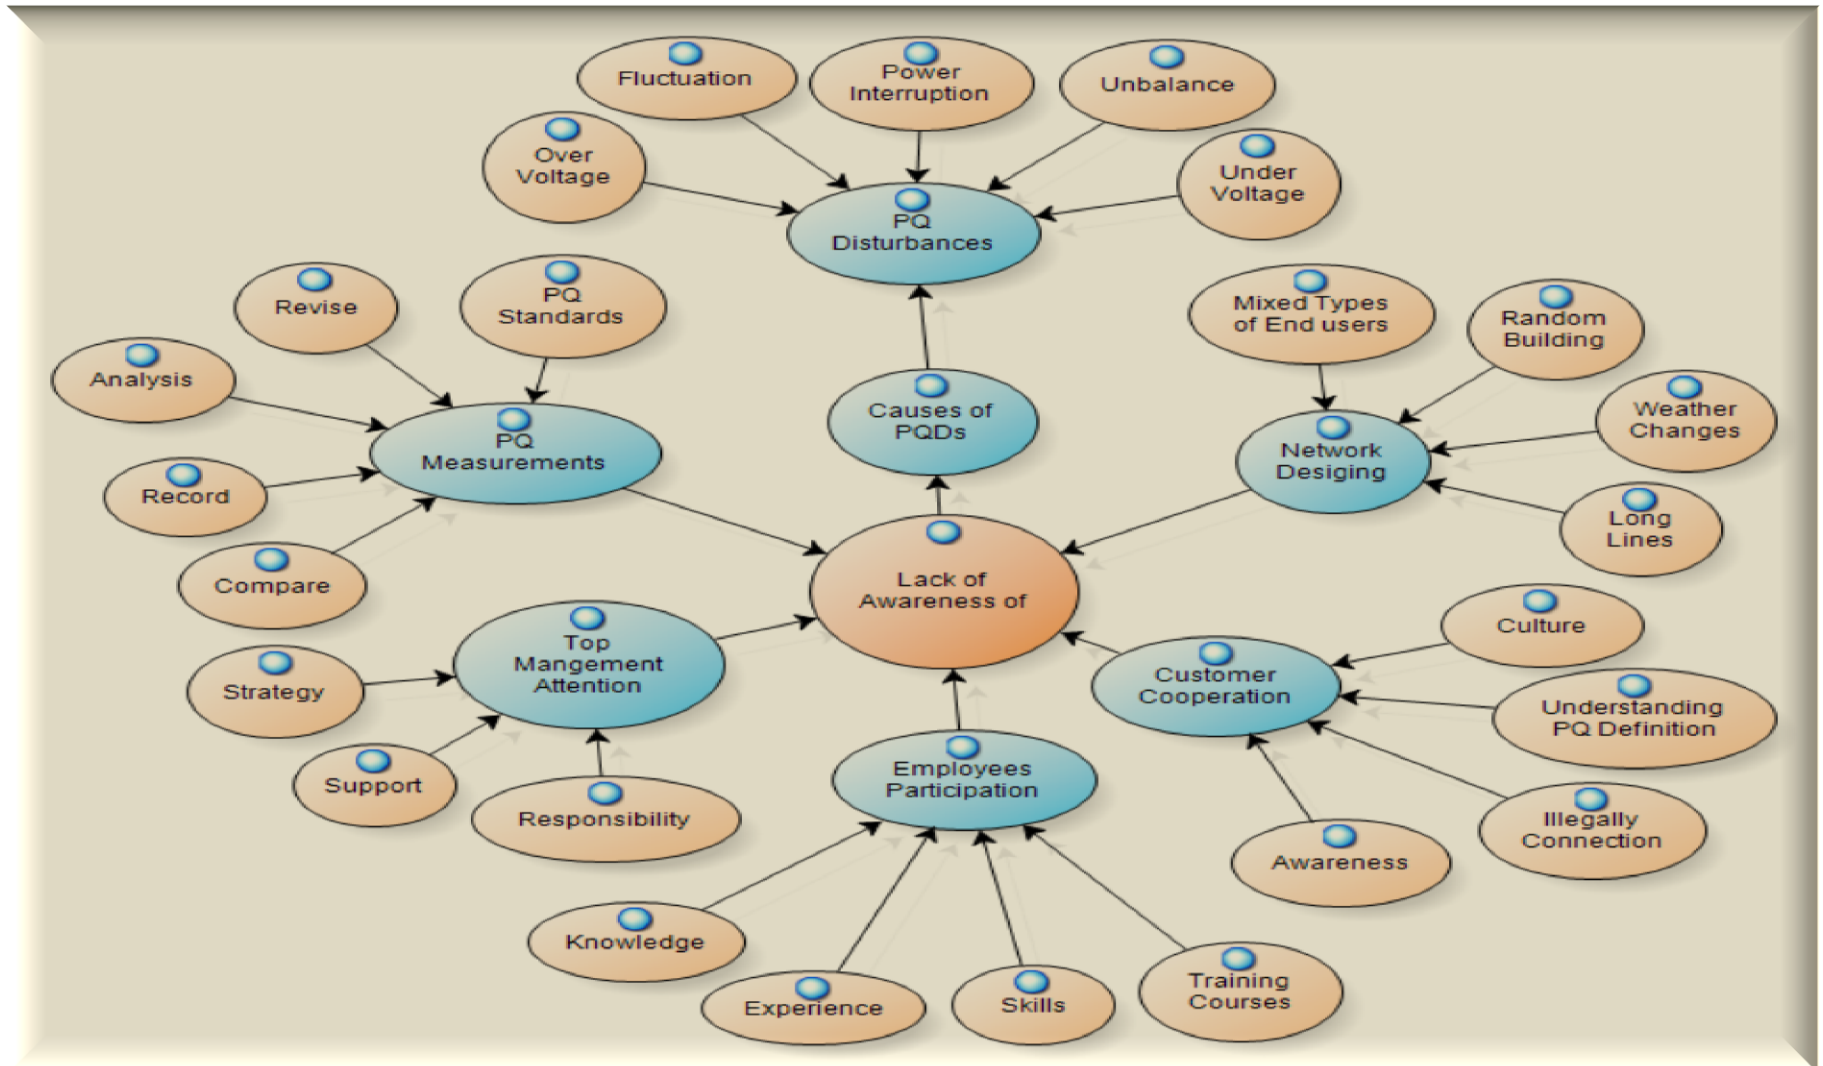 Fluctuation
Power
Interruption
Unbalance
Over
Voltage
Under
Voltage
PQ
Disturbances
Revise
PQ
Standards
Mixed Types
of End users
Random
Building
Analysis
Causes of
PQDs
Weather
Changes
PQ
Measurements
Network
Desiging
Record
Long
Lines
Compare
Lack of
Awareness of
Culture
Top
Mangement
Attention
Customer
Cooperation
Strategy
Understanding
PQ Definition
Support
Employees
Participation
Responsibility
Illegally
Connection
Awareness
Knowledge
Experience
Skills
Training
Courses